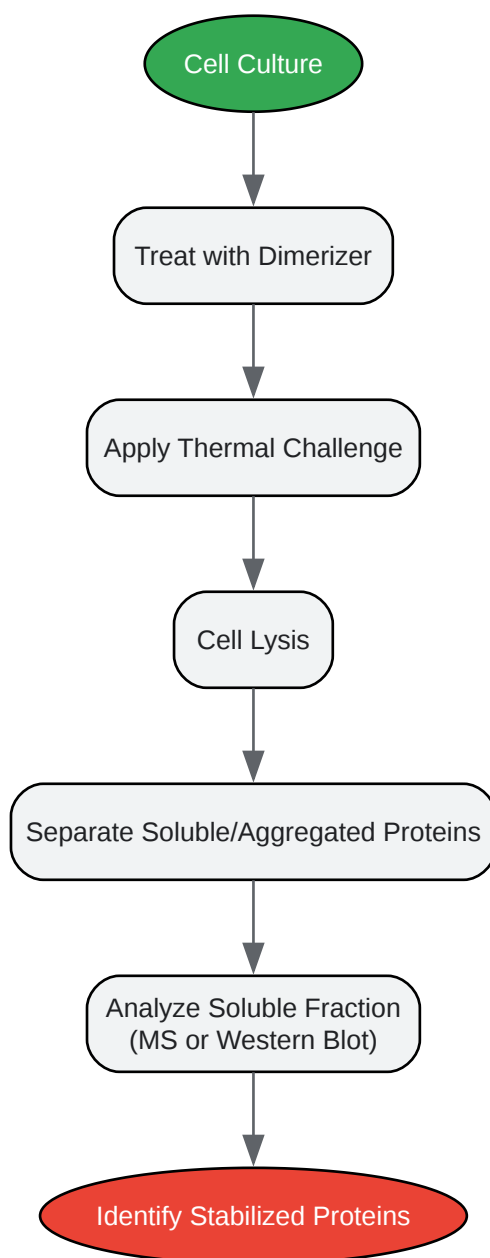 Cell Culture
Treat with Dimerizer
Apply Thermal Challenge
Cell Lysis
Separate Soluble/Aggregated Proteins
Analyze Soluble Fraction
(MS or Western Blot)
Identify Stabilized Proteins